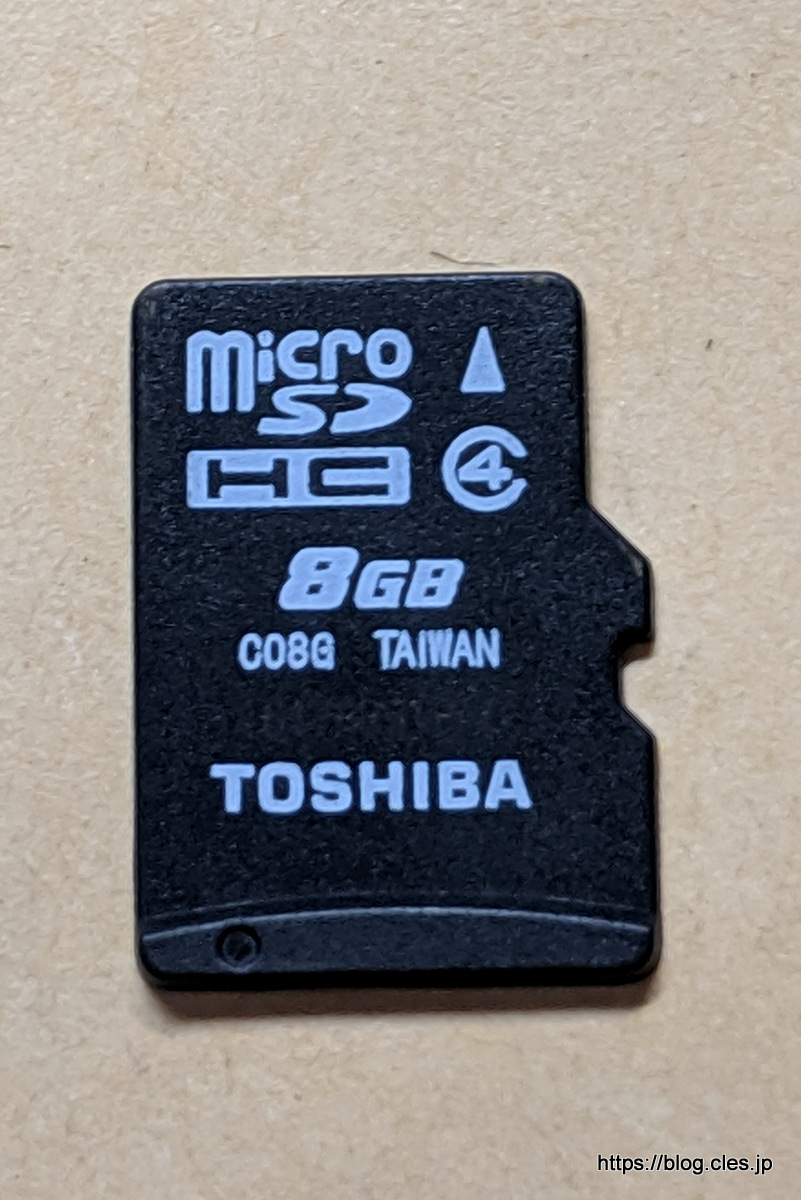 micro
SD
HC 4
8GB
C08G TAIWAN
TOSHIBA
https://blog.cles.jp